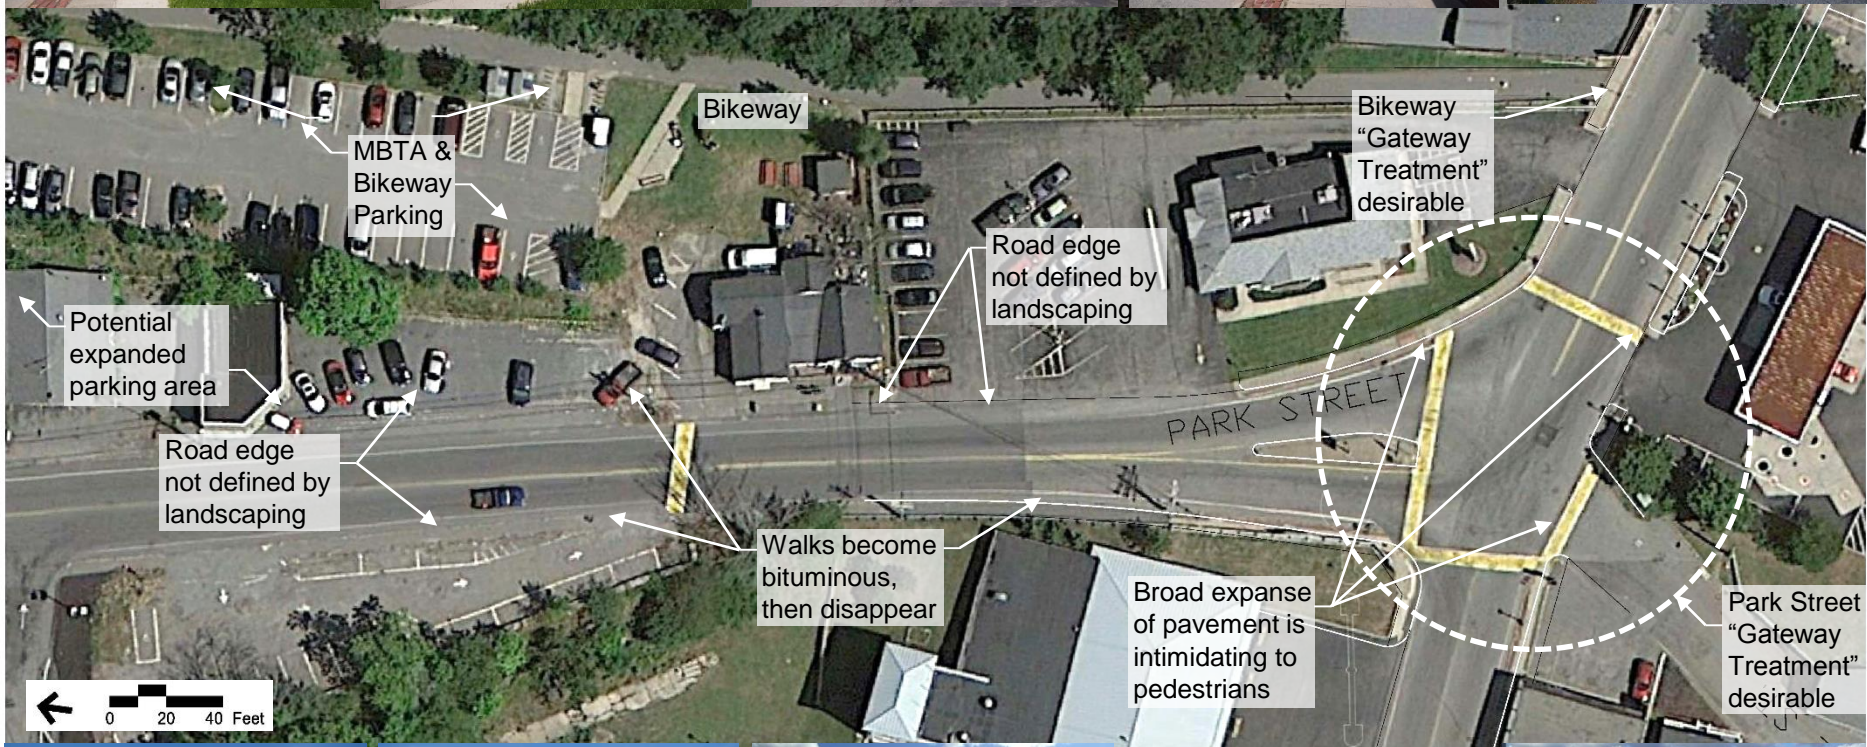 Bikeway
Bikeway
“Gateway
Treatment”
desirable
MBTA &
Bikeway
Parking
Road edge
not defined by
landscaping
Potential
expanded
parking area
PARK STREET
Road edge
not defined by
landscaping
Walks become
bituminous,
then disappear
Broad expanse
of pavement is
intimidating to
pedestrians
Park Street
“Gateway
Treatment”
desirable
0 20 40 Feet